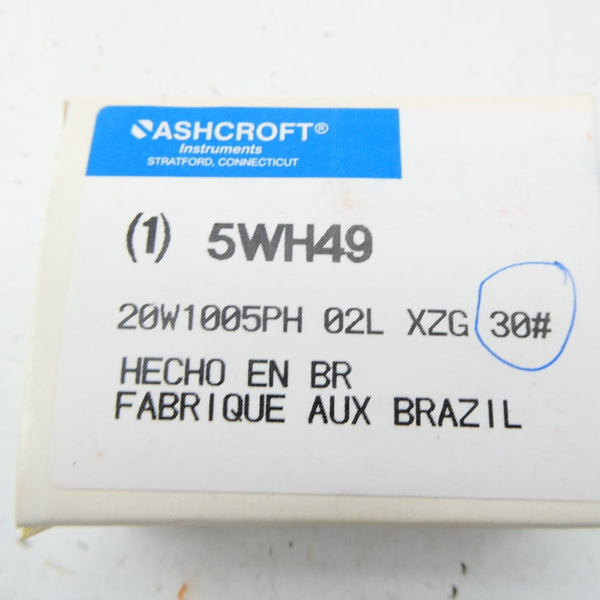 ASHCROFT®
Instruments
STRATFORD, CONNECTICUT
(1) 5WH49
20W1005PH 02L XZG 30#
HECHO EN BR
FABRIQUE AUX BRAZIL